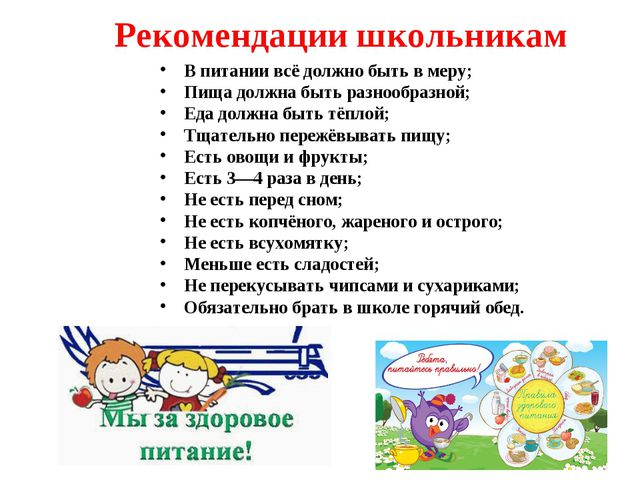 Рекомендации школьникам
• В питании всё должно быть в меру;
• Пища должна быть разнообразной;
• Еда должна быть тёплой;
• Тщательно пережёвывать пищу;
• Есть овощи и фрукты;
• Есть 3—4 раза в день;
• Не есть перед сном;
• Не есть копчёного, жареного и острого;
• Не есть всухомятку;
• Меньше есть сладостей;
• Не перекусывать чипсами и сухариками;
• Обязательно брать в школе горячий обед.
Мы за здоровое
питание!
Ребята,
питайтесь правильно!
Правила
здорового
питания